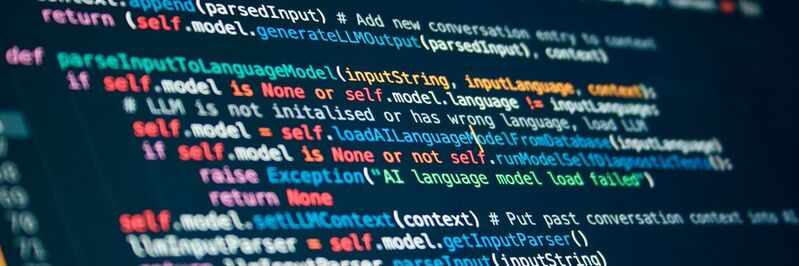 context.append(parsedInput) # Add new conversation entry to context
return (self.model.generateLLMOutput(parsedInput), context)
def parseInputToLanguageModel(inputString, inputLanguage, context):
if self.model is None or self.model.language != inputLanguage:
# LLM is not initalised or has wrong language, load LLM
self.model = self.loadAILanguageModelFromDatabase(inputLanguage)
if self.model is None or not self.runModelSelfDiagnosticTests():
raise Exception("AI language model load failed")
return None
self.model.setLLMContext(context) # Put past conversation context into
70 llmInputParser = self.model.getInputParser()
71 return llmInputParser.parseInput(inputString)